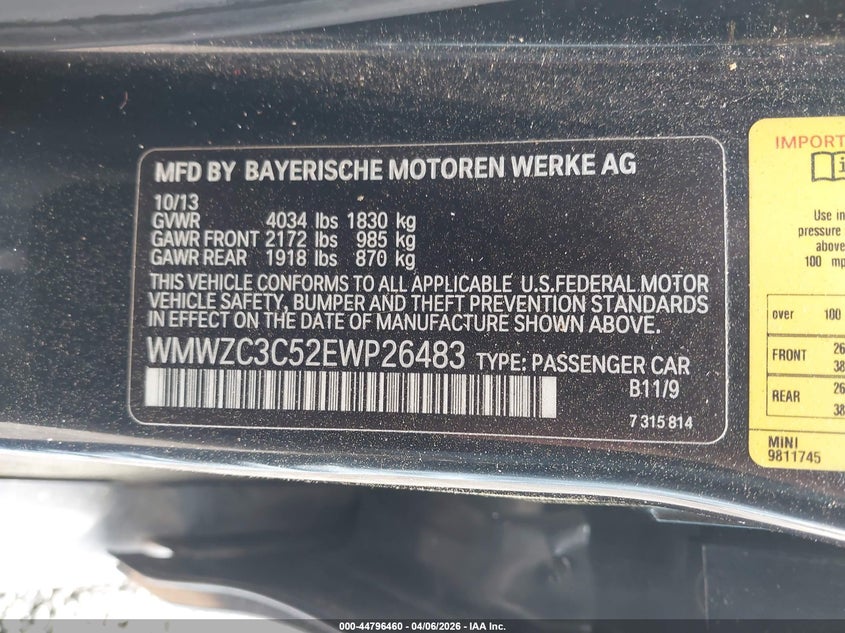 MFD BY BAYERISCHE MOTOREN WERKE AG
10/13
GVWR 4034 lbs 1830 kg
GAWR FRONT 2172 lbs 985 kg
GAWR REAR 1918 lbs 870 kg
THIS VEHICLE CONFORMS TO ALL APPLICABLE U.S.FEDERAL MOTOR
VEHICLE SAFETY, BUMPER AND THEFT PREVENTION STANDARDS
IN EFFECT ON THE DATE OF MANUFACTURE SHOWN ABOVE.
WMWZC3C52EWP26483 TYPE: PASSENGER CAR
B11/9
7 315 814
IMPORT
Use in
pressure
above
100 mp
over 100
FRONT 26
38
REAR 26
38
MINI
9811745
000-44796460 - 04/06/2026 - IAA Inc.